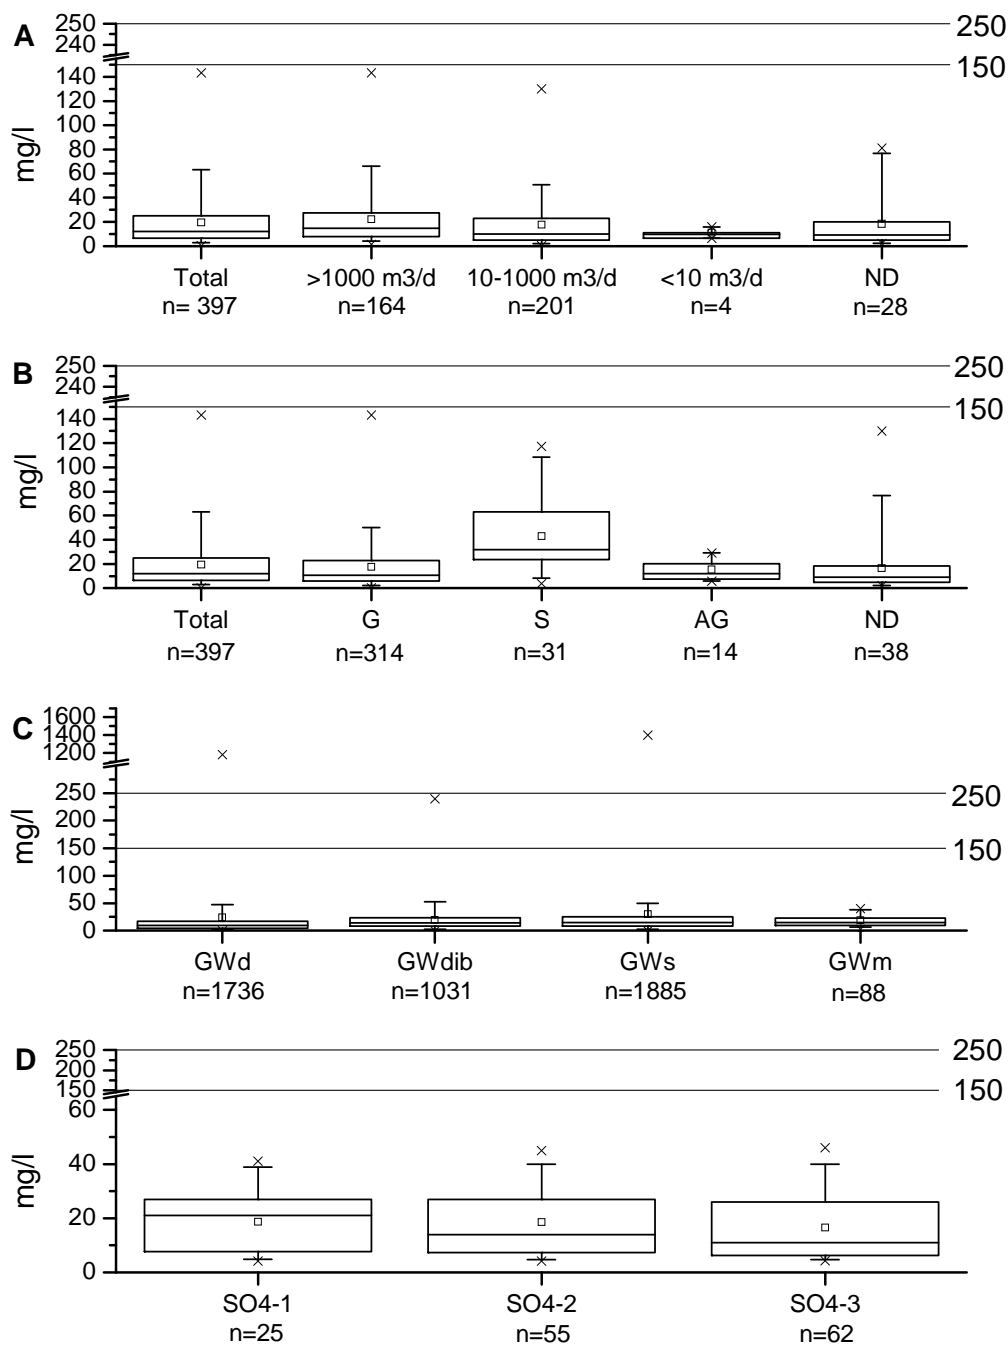 A
250
240
140
120
100
80
60
40
20
0
mg/l
250
150
Total
n= 397
>1000 m3/d
n=164
10-1000 m3/d
n=201
<10 m3/d
n=4
ND
n=28
B
250
240
140
120
100
80
60
40
20
0
mg/l
250
150
Total
n=397
G
n=314
S
n=31
AG
n=14
ND
n=38
C
1600
1400
1200
250
200
150
100
50
0
mg/l
250
150
GWd
n=1736
GWdib
n=1031
GWs
n=1885
GWm
n=88
D
250
200
150
60
40
20
0
mg/l
250
150
SO4-1
n=25
SO4-2
n=55
SO4-3
n=62